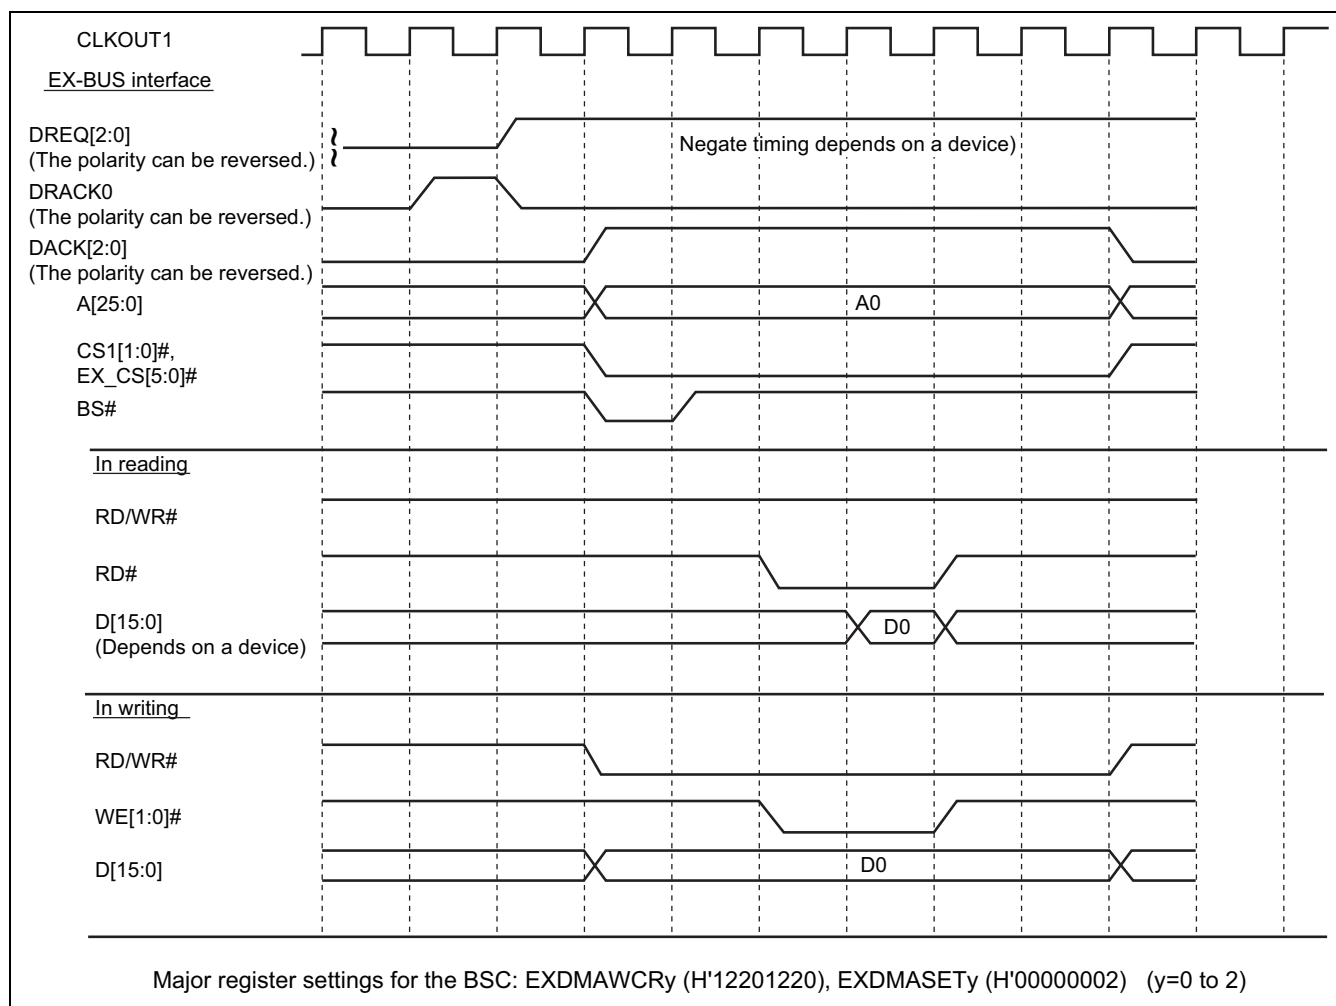 CLKOUT1
EX-BUS interface
DREQ[2:0]
(The polarity can be reversed.)
Negate timing depends on a device)
DRACK0
(The polarity can be reversed.)
DACK[2:0]
(The polarity can be reversed.)
A[25:0]
A0
CS1[1:0]#,
EX_CS[5:0]#
BS#
In reading
RD/WR#
RD#
D[15:0]
D0
(Depends on a device)
In writing
RD/WR#
WE[1:0]#
D[15:0]
D0
Major register settings for the BSC: EXDMAWCRy (H'12201220), EXDMASETy (H'00000002) (y=0 to 2)